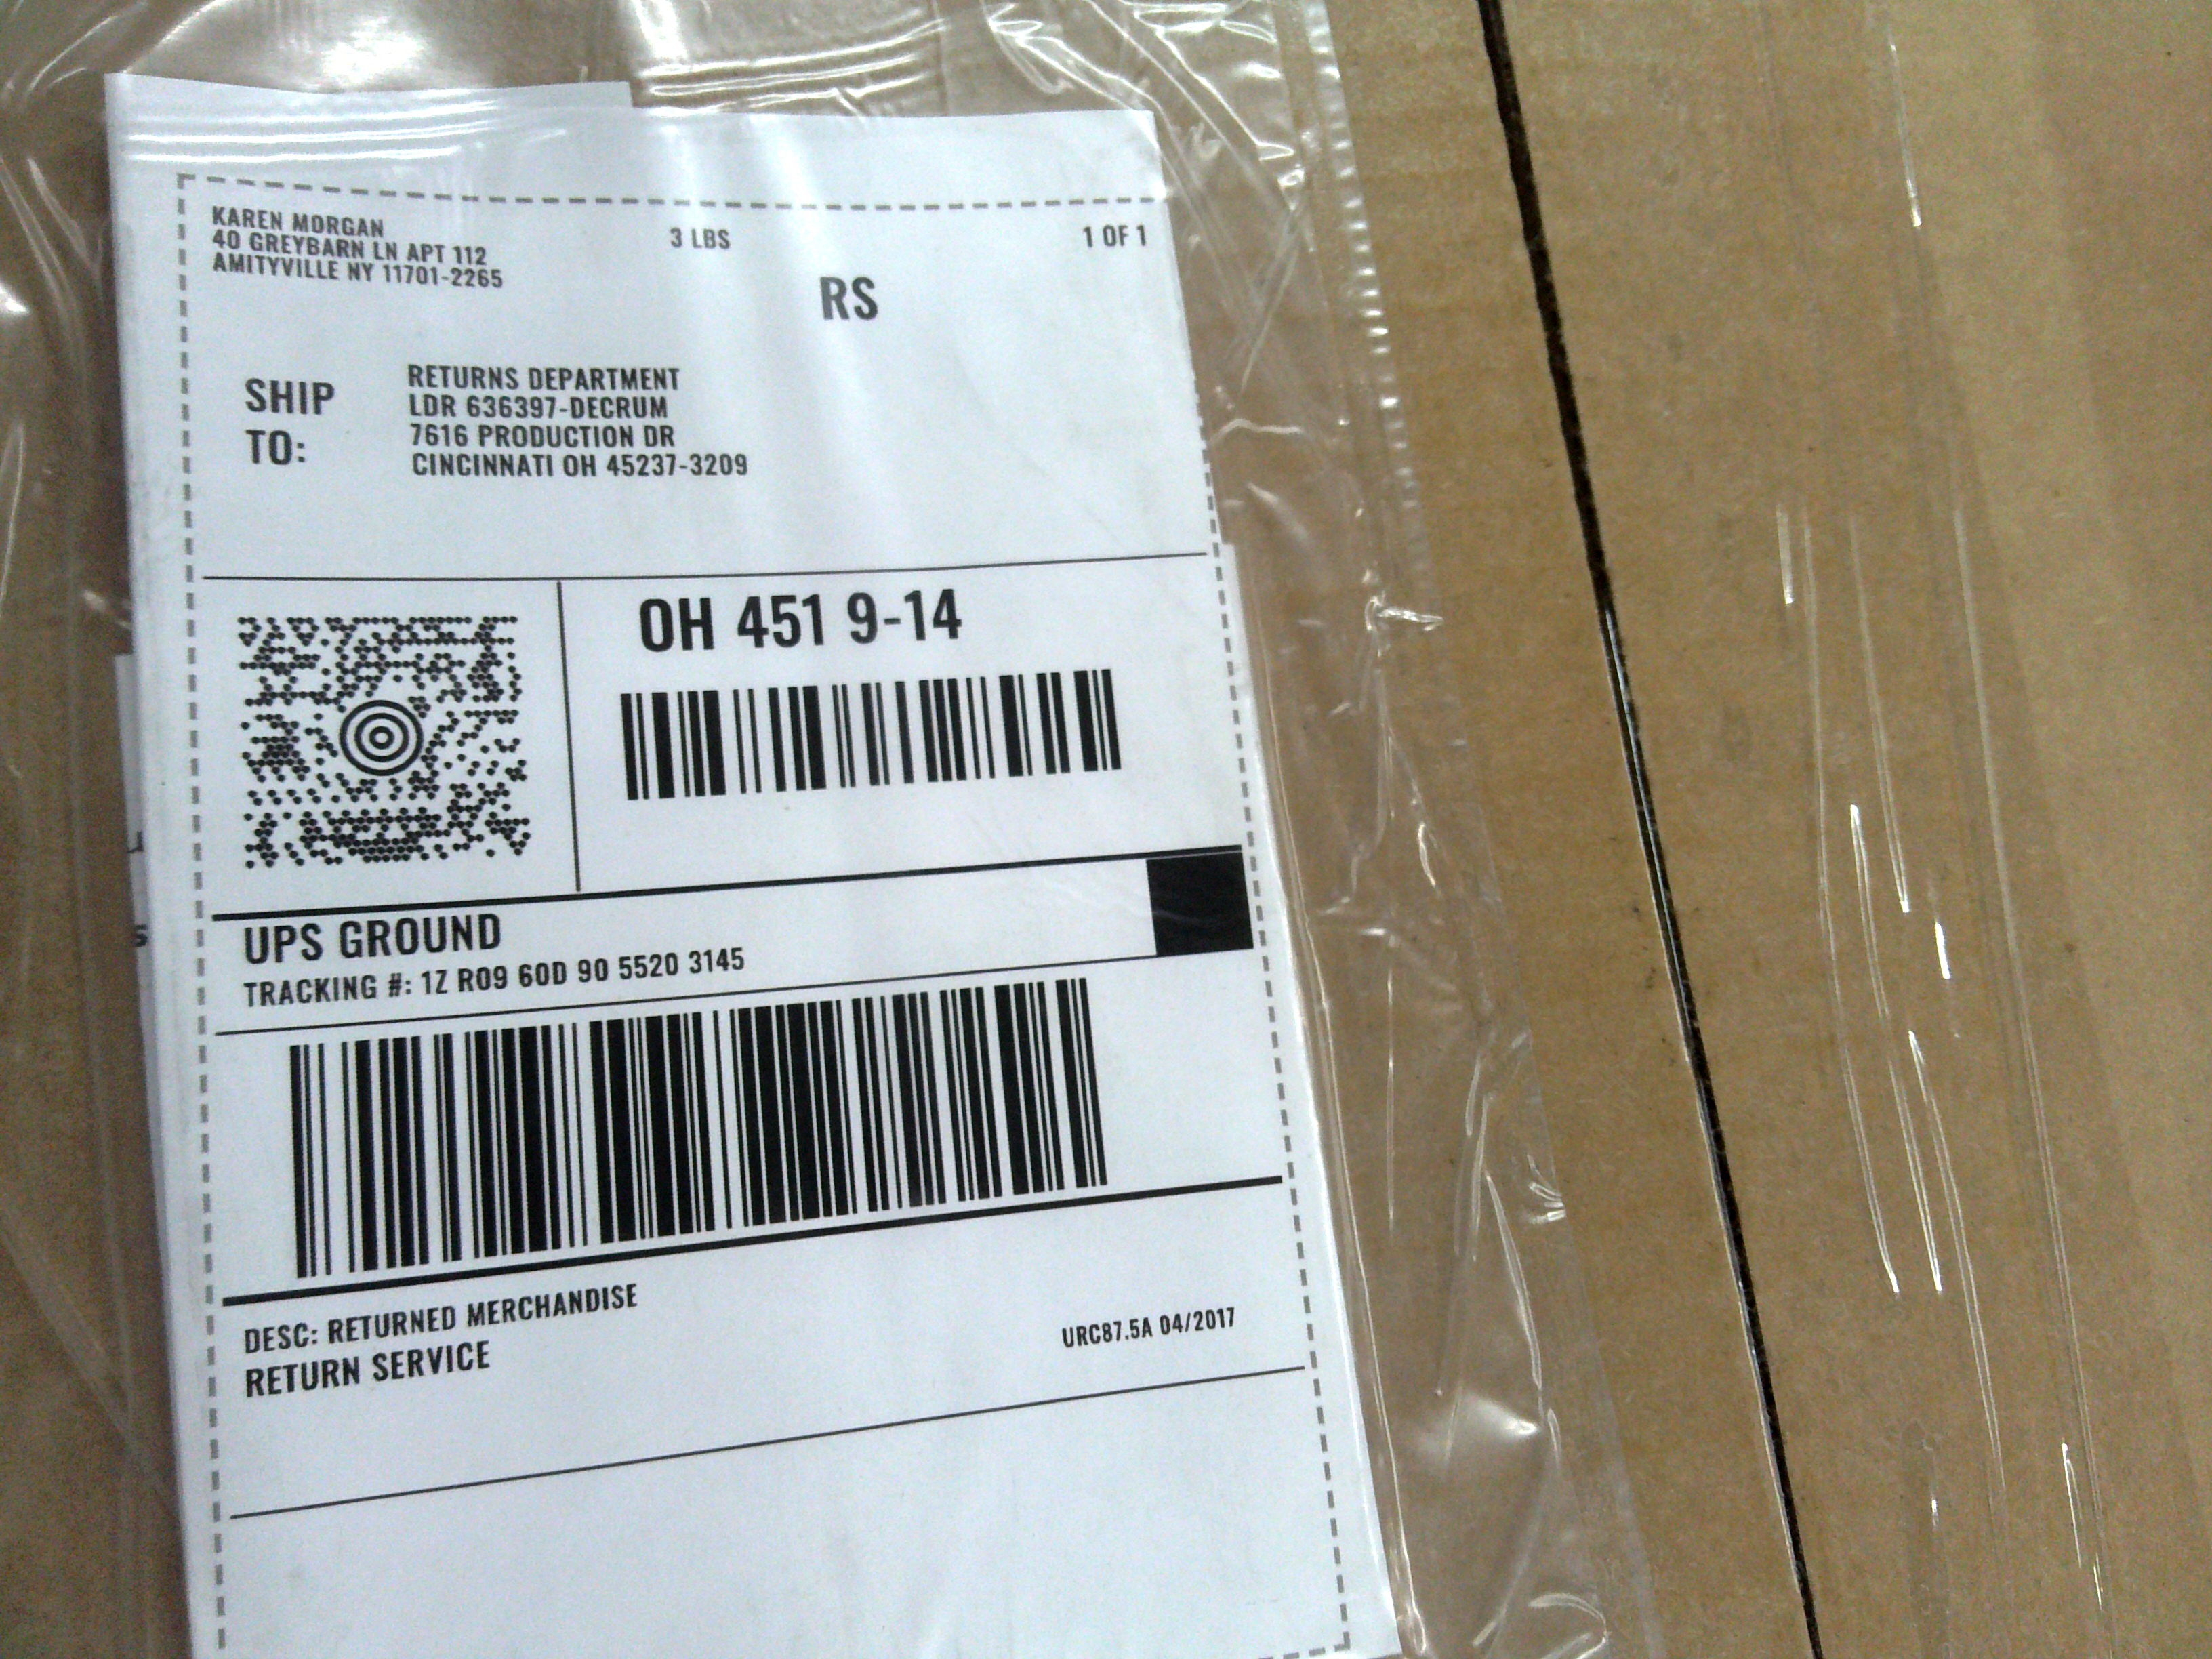 KAREN MORGAN
40 GREYBARN LN APT 112
AMITYVILLE NY 11701-2265
3 LBS
1 OF 1
RS
SHIP TO:
RETURNS DEPARTMENT
LDR 636397-DECRUM
7616 PRODUCTION DR
CINCINNATI OH 45237-3209
OH 451 9-14
UPS GROUND
TRACKING #: 1Z R09 60D 90 5520 3145
DESC: RETURNED MERCHANDISE
RETURN SERVICE
URC87.5A 04/2017